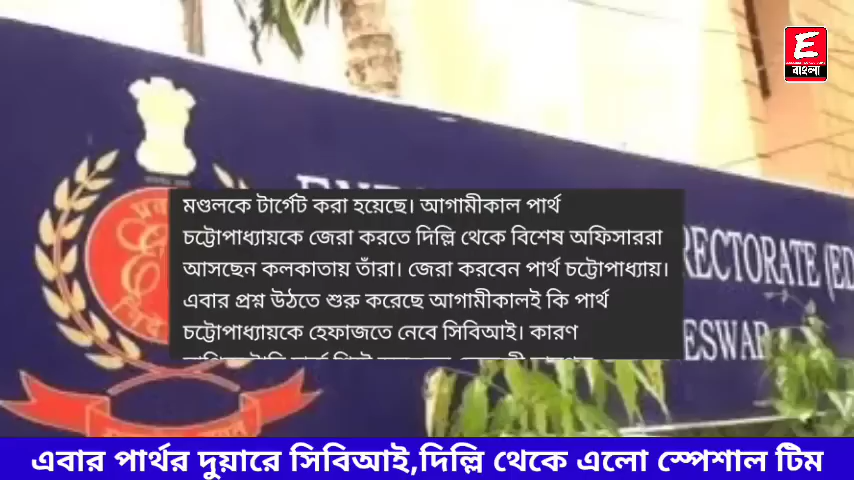 E
বাংলা
RECTORATE (ED
ESWAR
মণ্ডলকে টার্গেট করা হয়েছে। আগামীকাল পার্থ
চট্টোপাধ্যায়কে জেরা করতে দিল্লি থেকে বিশেষ অফিসাররা
আসছেন কলকাতায় তাঁরা। জেরা করবেন পার্থ চট্টোপাধ্যায়।
এবার প্রশ্ন উঠতে শুরু করেছে আগামীকালই কি পার্থ
চট্টোপাধ্যায়কে হেফাজতে নেবে সিবিআই। কারণ
এবার পার্থর দুয়ারে সিবিআই,দিল্লি থেকে এলো স্পেশাল টিম